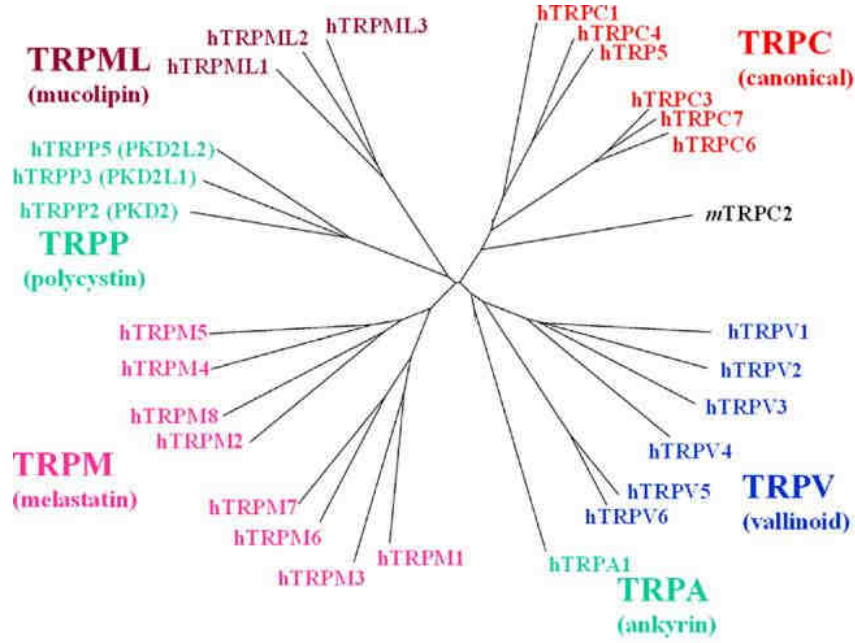 TRPML
(mucolipin)
hTRPML2
hTRPML3
hTRPML1
hTRPC1
hTRPC4
hTRP5
TRPC
(canonical)
hTRPC3
hTRPC7
hTRPC6
mTRPC2
hTRPP5 (PKD2L2)
hTRPP3 (PKD2L1)
hTRPP2 (PKD2)
TRPP
(polycystin)
hTRPM5
hTRPM4
hTRPM8
hTRPM2
TRPM
(melastatin)
hTRPM7
hTRPM6
hTRPM3
hTRPM1
hTRPV1
hTRPV2
hTRPV3
hTRPV4
hTRPV5
hTRPV6
TRPV
(vallinoid)
hTRPA1
TRPA
(ankyrin)